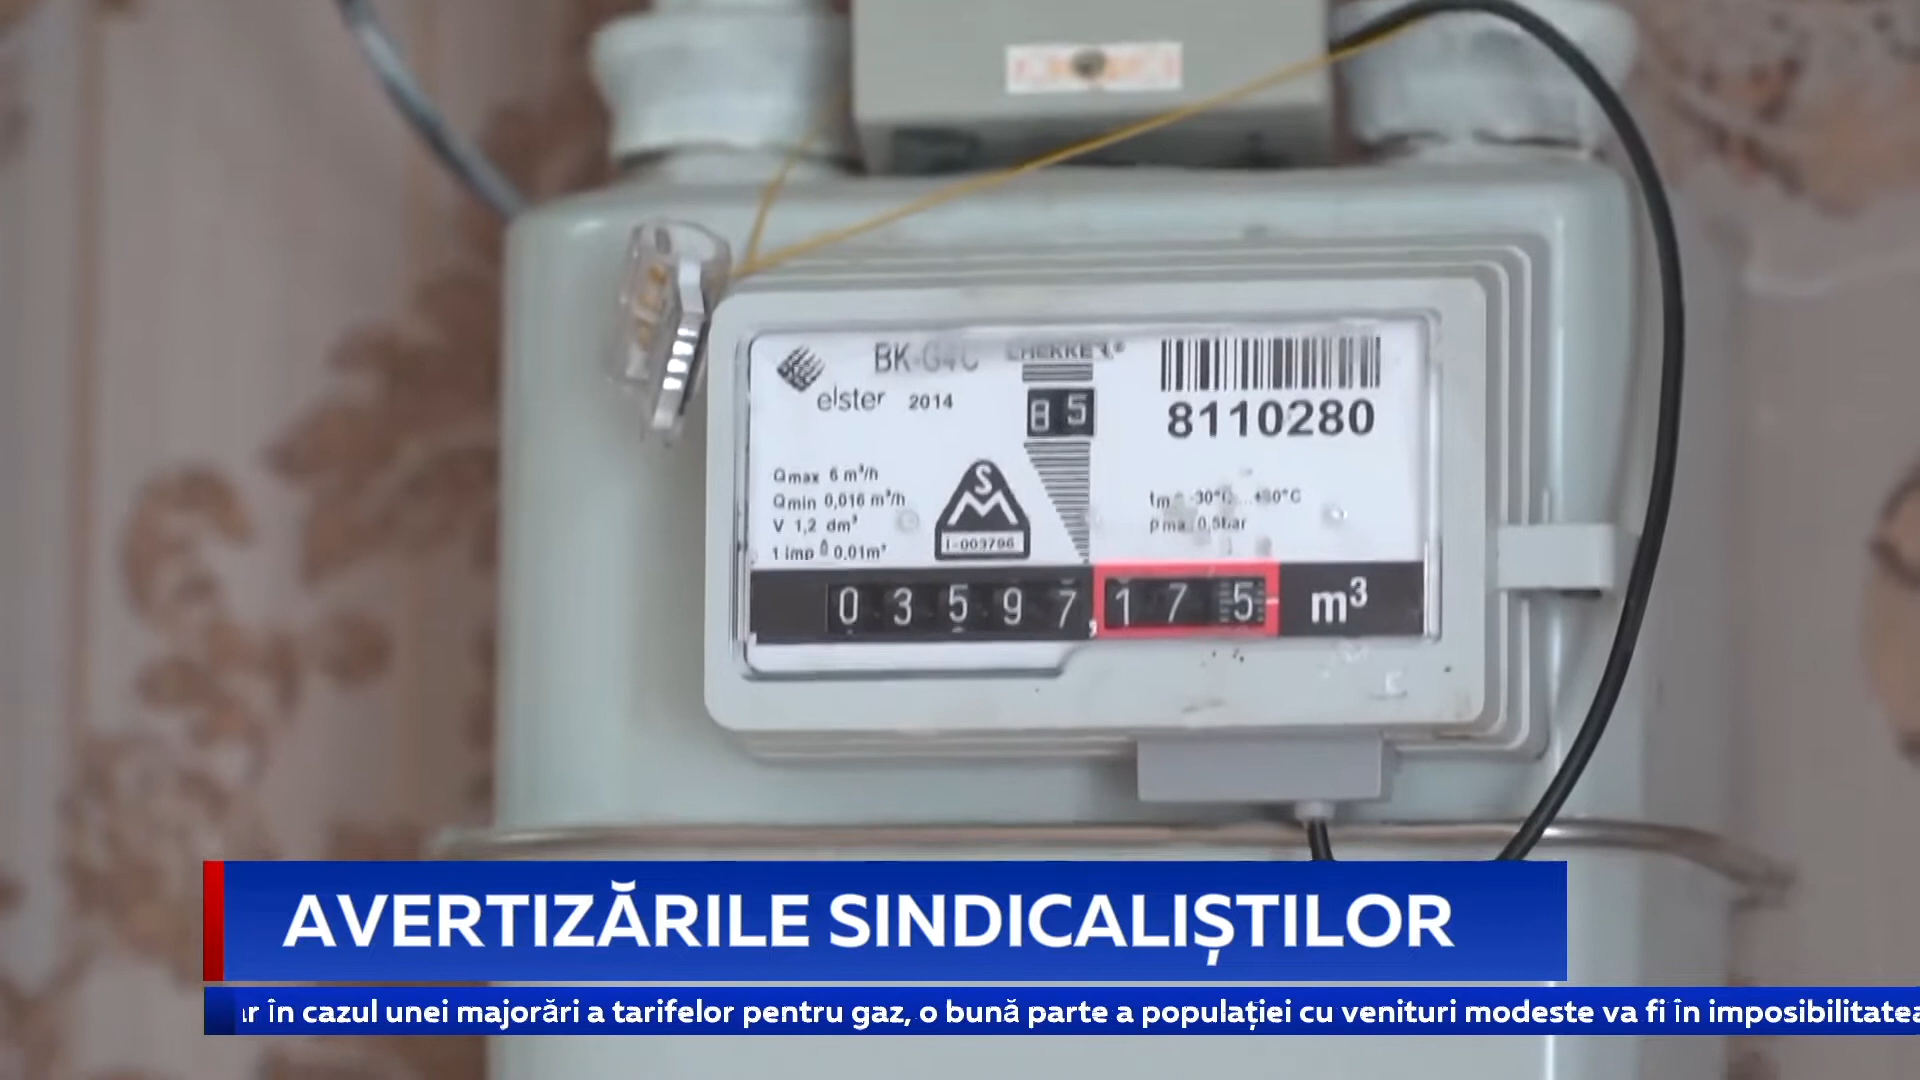 BK-G4C
elster 2014
85
8110280
Qmax 6 m³/h
Qmin 0,016 m³/h
V 1,2 dm³
1 imp ≙ 0,01m³
S
M
I-003796
0 3 5 9 7, 1 7 5 m³
AVERTIZĂRILE SINDICALIȘTILOR
în cazul unei majorări a tarifelor pentru gaz, o bună parte a populației cu venituri modeste va fi în imposibilitatea